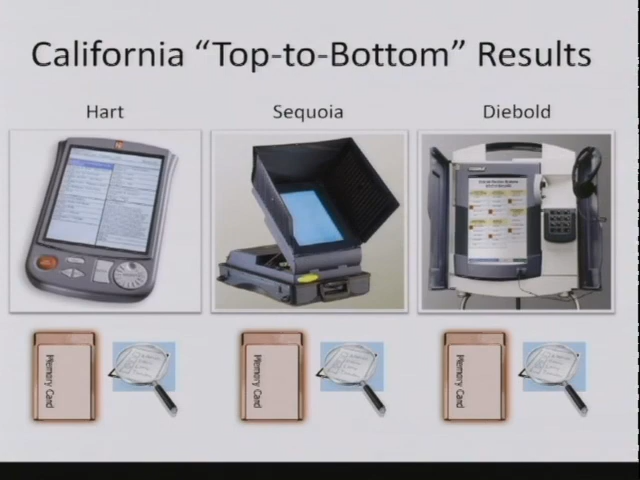 California “Top-to-Bottom” Results
Hart
Sequoia
Diebold
Memory Card
Memory Card
Memory Card